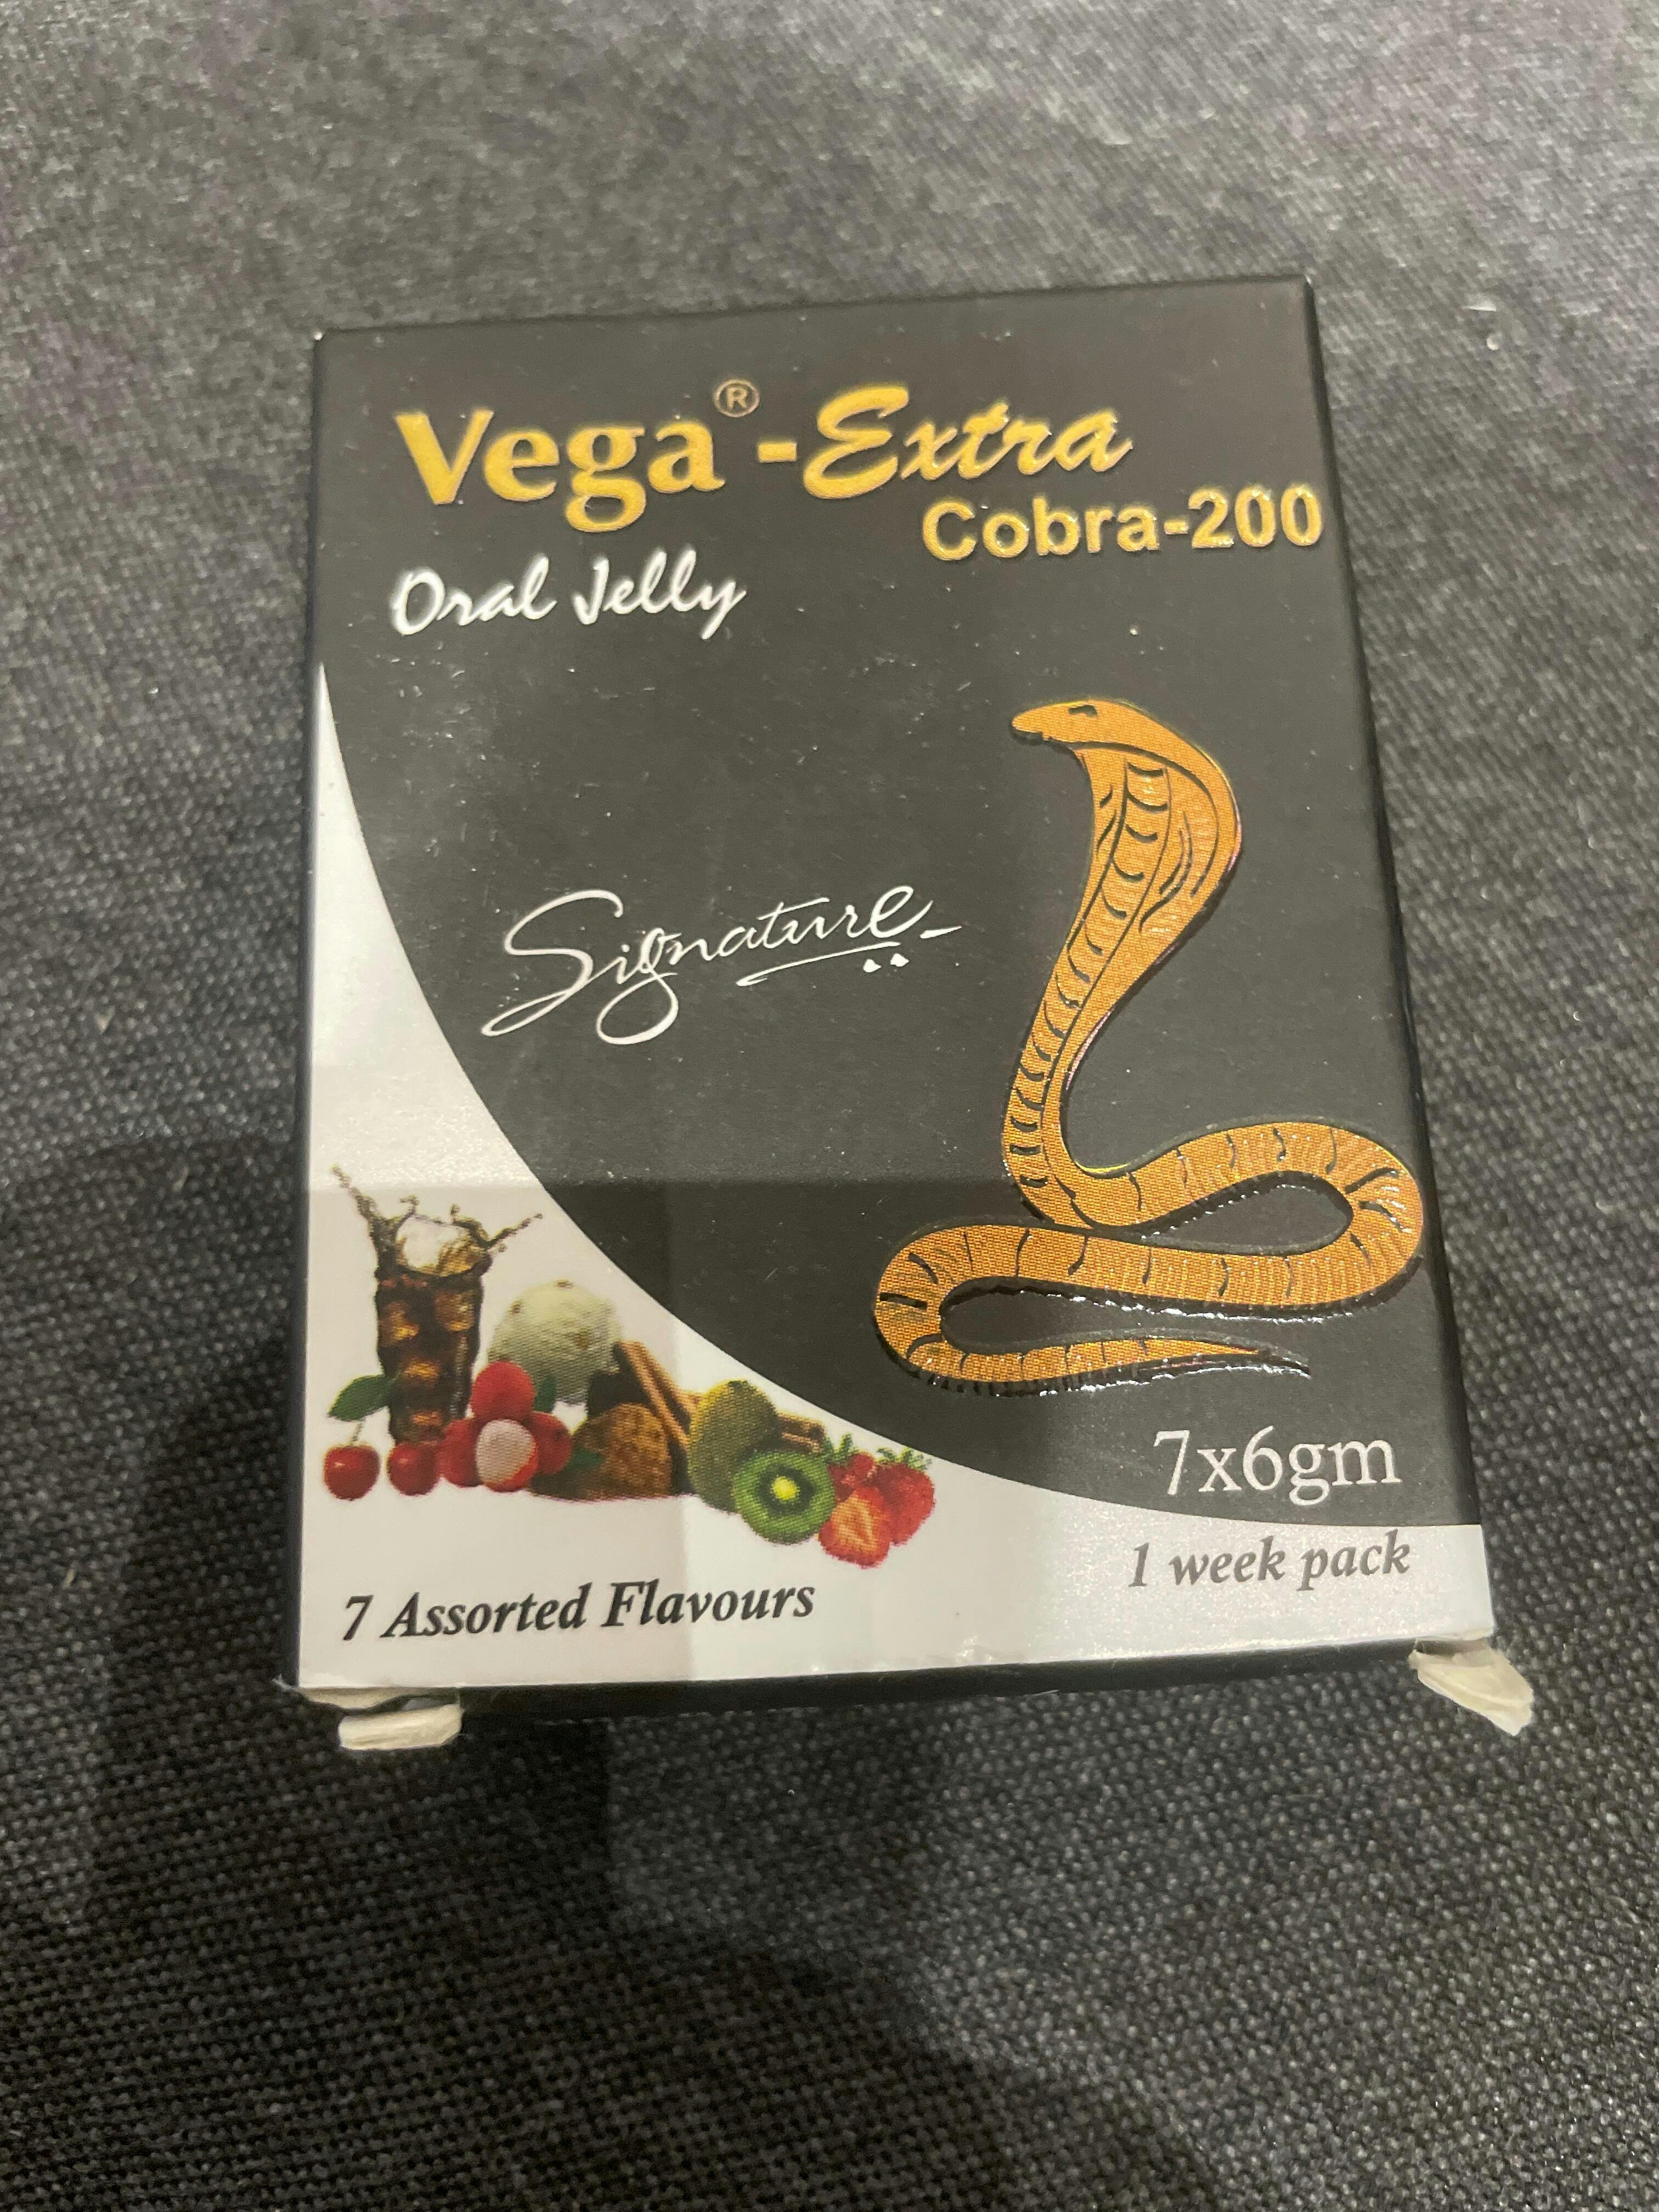 Vega®-Extra
Cobra-200
Oral Jelly
Signature
7x6gm
1 week pack
7 Assorted Flavours